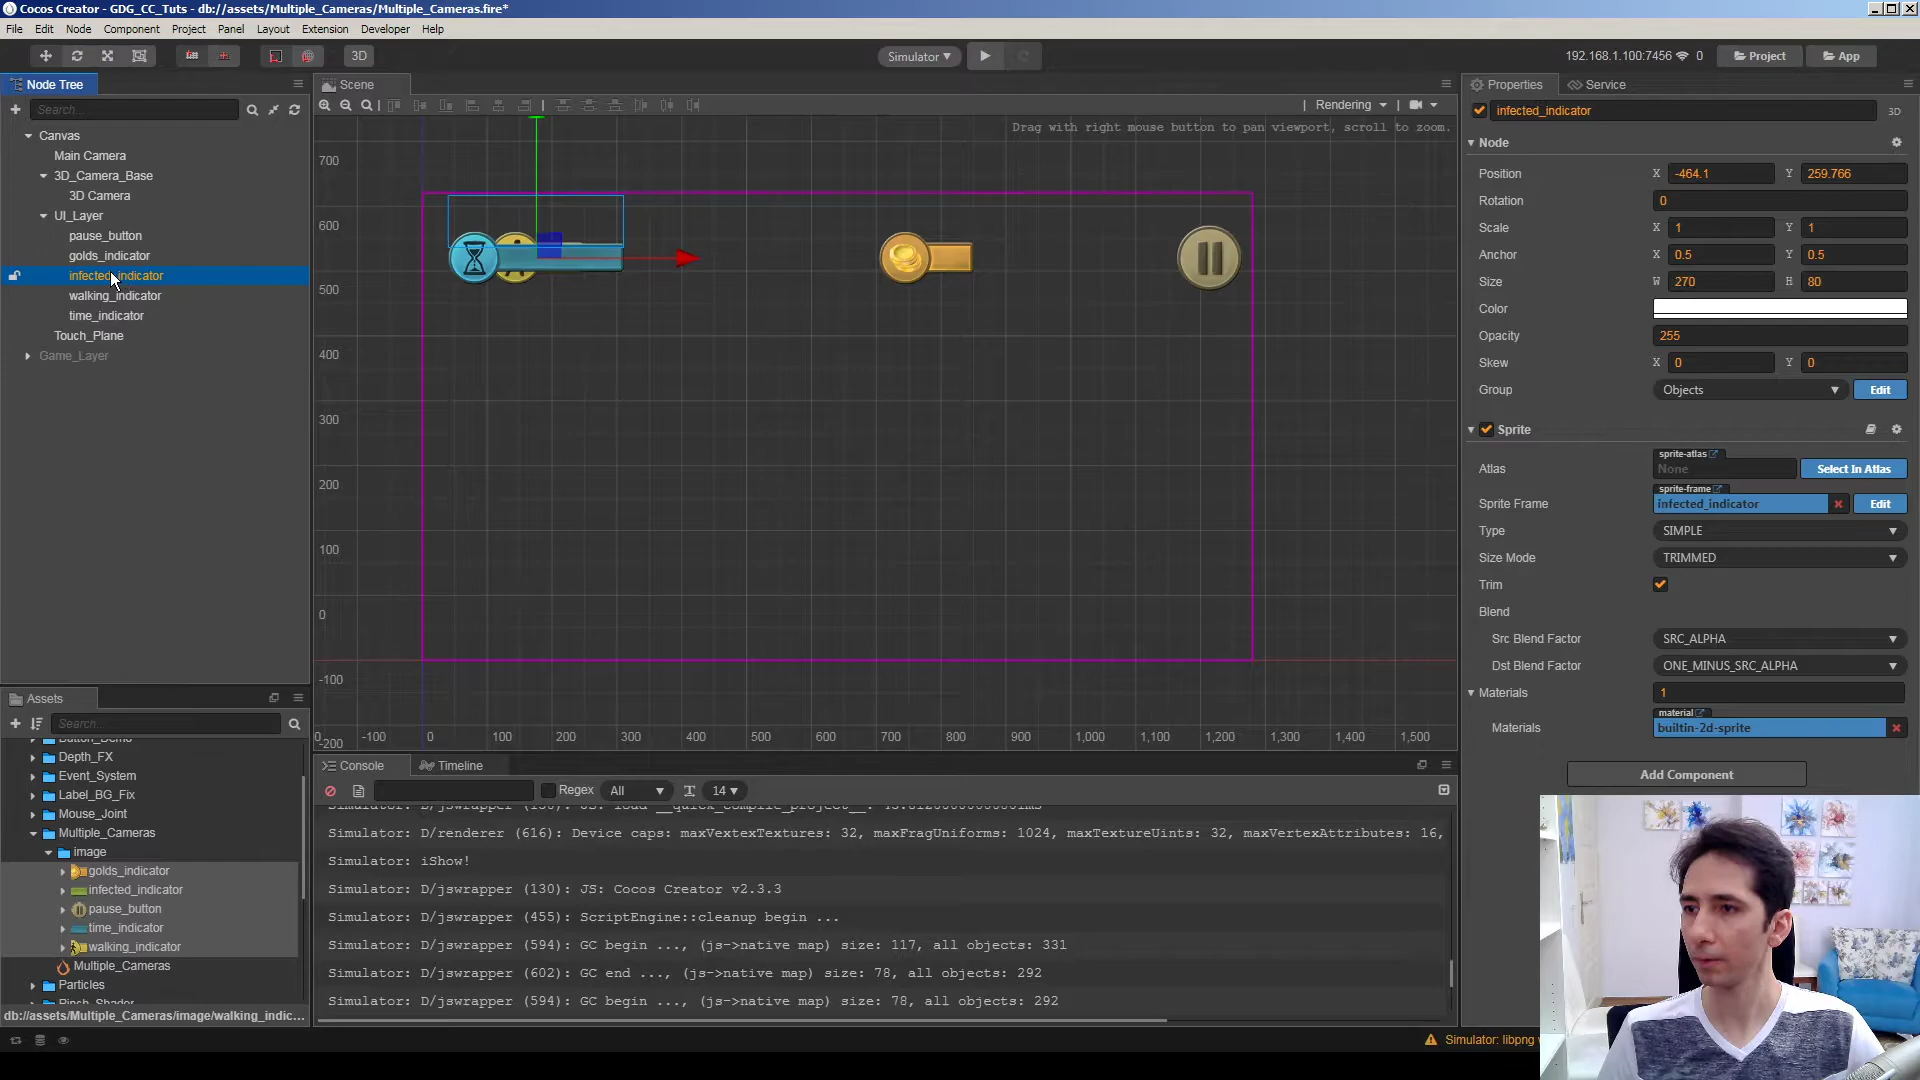 Cocos Creator - GDG_CC_Tuts - db://assets/Multiple_Cameras/Multiple_Cameras.fire*
File Edit Node Component Project Panel Layout Extension Developer Help
3D
Simulator
192.168.1.100:7456 0
Project
App
Node Tree
Search...
Canvas
Main Camera
3D_Camera_Base
3D Camera
UI_Layer
pause_button
golds_indicator
infected_indicator
walking_indicator
time_indicator
Touch_Plane
Game_Layer
Scene
Rendering
Drag with right mouse button to pan viewport, scroll to zoom.
700
600
500
400
300
200
100
0
-100
-200
0 -100 0 100 200 300 400 500 600 700 800 900 1,000 1,100 1,200 1,300 1,400 1,500
Properties
Service
infected_indicator
3D
Node
Position X -464.1 Y 259.766
Rotation 0
Scale X 1 Y 1
Anchor X 0.5 Y 0.5
Size W 270 H 80
Color
Opacity 255
Skew X 0 Y 0
Group Objects Edit
Sprite
sprite-atlas
Atlas None Select In Atlas
sprite-frame
Sprite Frame infected_indicator Edit
Type SIMPLE
Size Mode TRIMMED
Trim
Blend
Src Blend Factor SRC_ALPHA
Dst Blend Factor ONE_MINUS_SRC_ALPHA
Materials 1
material
Materials builtin-2d-sprite
Add Component
Assets
Search...
Button_Demo
Depth_FX
Event_System
Label_BG_Fix
Mouse_Joint
Multiple_Cameras
image
golds_indicator
infected_indicator
pause_button
time_indicator
walking_indicator
Multiple_Cameras
Particles
Pinch_Shader
db://assets/Multiple_Cameras/image/walking_indic...
Console
Timeline
Regex All 14
Simulator: D/renderer (616): Device caps: maxVextexTextures: 32, maxFragUniforms: 1024, maxTextureUints: 32, maxVertexAttributes: 16,
Simulator: iShow!
Simulator: D/jswrapper (130): JS: Cocos Creator v2.3.3
Simulator: D/jswrapper (455): ScriptEngine::cleanup begin ...
Simulator: D/jswrapper (594): GC begin ..., (js->native map) size: 117, all objects: 331
Simulator: D/jswrapper (602): GC end ..., (js->native map) size: 78, all objects: 292
Simulator: D/jswrapper (594): GC begin ..., (js->native map) size: 78, all objects: 292
Simulator: libpng